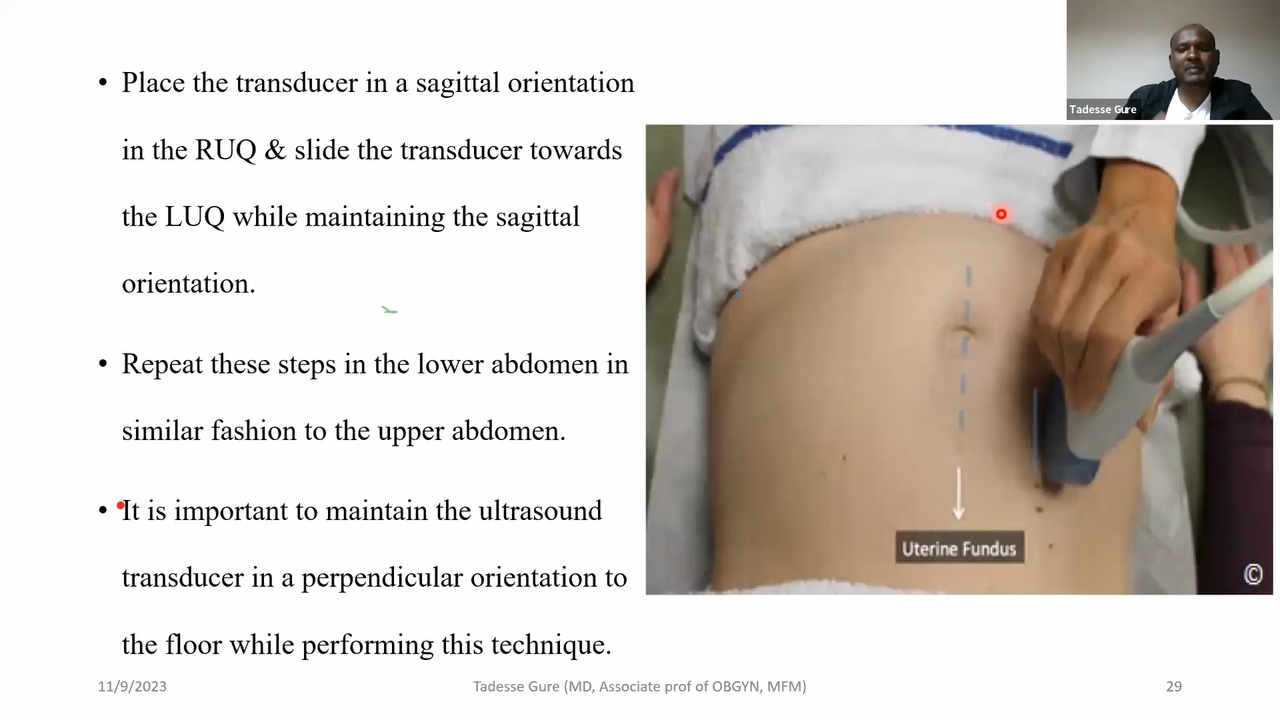 • Place the transducer in a sagittal orientation
in the RUQ & slide the transducer towards
the LUQ while maintaining the sagittal
orientation.
• Repeat these steps in the lower abdomen in
similar fashion to the upper abdomen.
• It is important to maintain the ultrasound
transducer in a perpendicular orientation to
the floor while performing this technique.
Tadesse Gure
Uterine Fundus
©
11/9/2023
Tadesse Gure (MD, Associate prof of OBGYN, MFM)
29